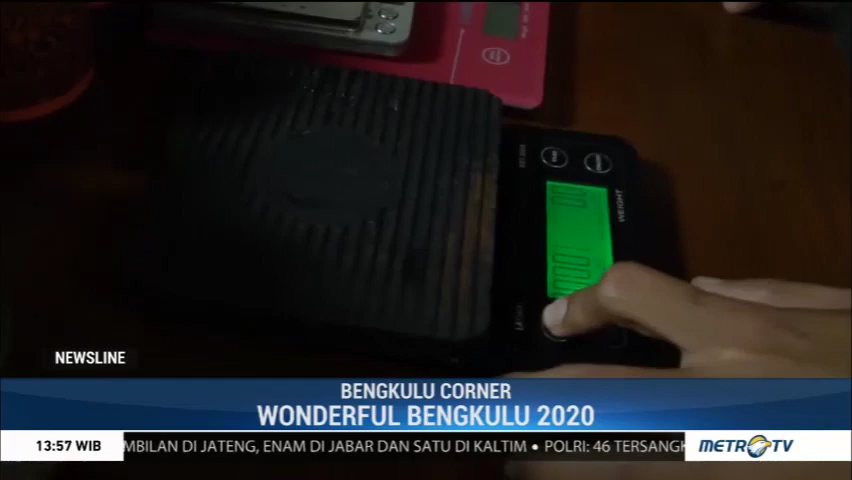 WEIGHT
NEWSLINE
BENGKULU CORNER
WONDERFUL BENGKULU 2020
13:57 WIB
MBILAN DI JATENG, ENAM DI JABAR DAN SATU DI KALTIM • POLRI: 46 TERSANGK
METRO TV